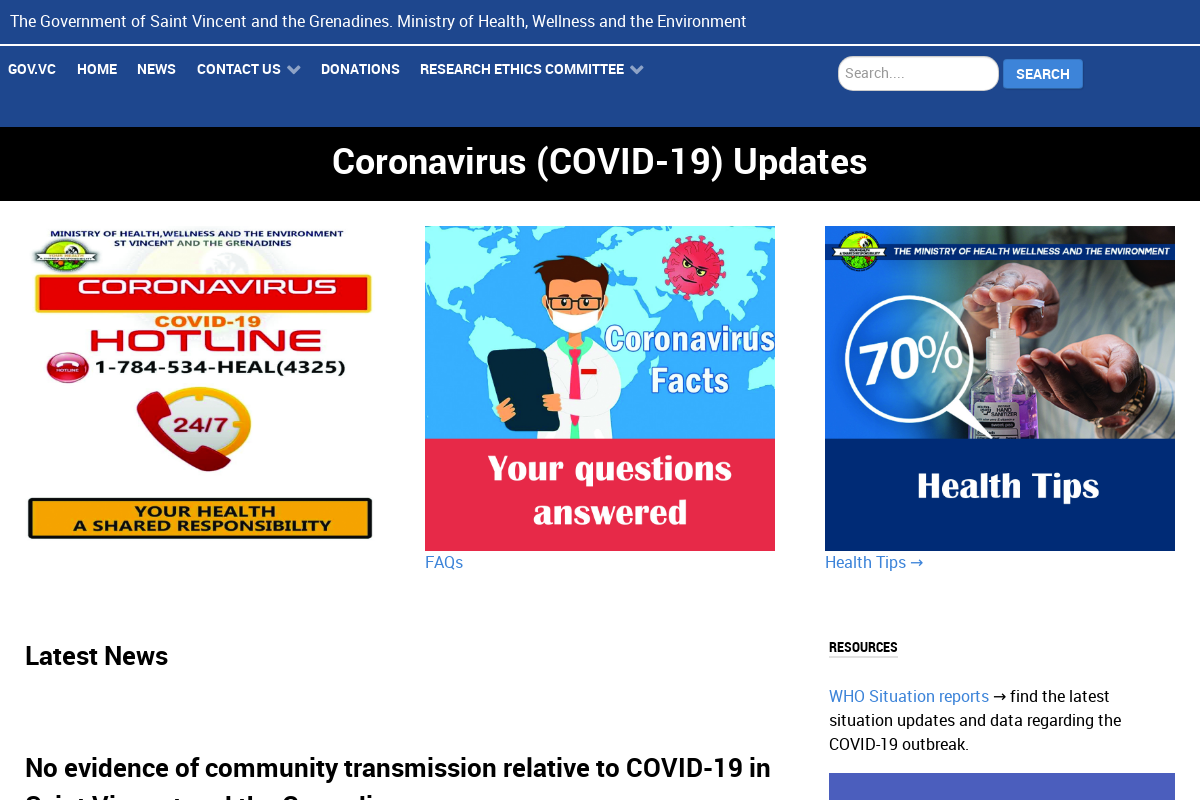 The Government of Saint Vincent and the Grenadines. Ministry of Health, Wellness and the Environment
GOV.VC HOME NEWS CONTACT US DONATIONS RESEARCH ETHICS COMMITTEE
Search.... SEARCH
Coronavirus (COVID-19) Updates
MINISTRY OF HEALTH,WELLNESS AND THE ENVIRONMENT
ST VINCENT AND THE GRENADINES
CORONAVIRUS
COVID-19
HOTLINE
HOTLINE
1-784-534-HEAL(4325)
24/7
YOUR HEALTH
A SHARED RESPONSIBILITY
Coronavirus
Facts
Your questions
answered
FAQs
THE MINISTRY OF HEALTH WELLNESS AND THE ENVIRONMENT
70%
HAND
SANITIZER
Health Tips
Health Tips →
Latest News
No evidence of community transmission relative to COVID-19 in
RESOURCES
WHO Situation reports → find the latest
situation updates and data regarding the
COVID-19 outbreak.